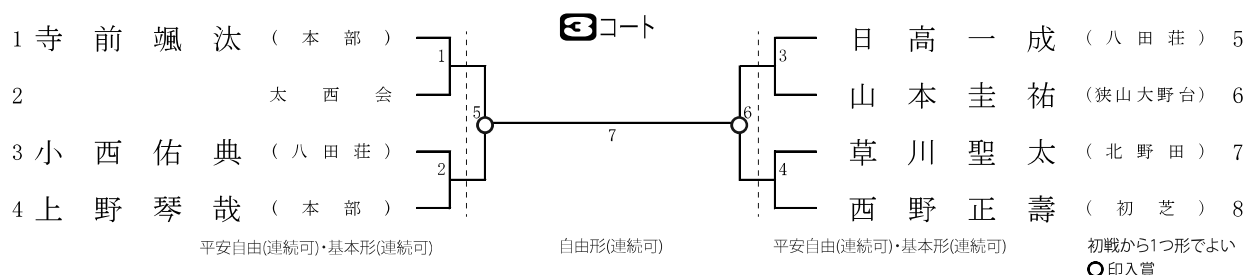 3コート
1 寺前颯汰 (本部)
2 太西会
3 小西佑典 (八田荘)
4 上野琴哉 (本部)
1
2
5
7
6
3
4
日高一成 (八田荘) 5
山本圭祐 (狭山大野台) 6
草川聖太 (北野田) 7
西野正壽 (初芝) 8
平安自由(連続可)・基本形(連続可)
自由形(連続可)
平安自由(連続可)・基本形(連続可)
初戦から1つ形でよい
○印入賞